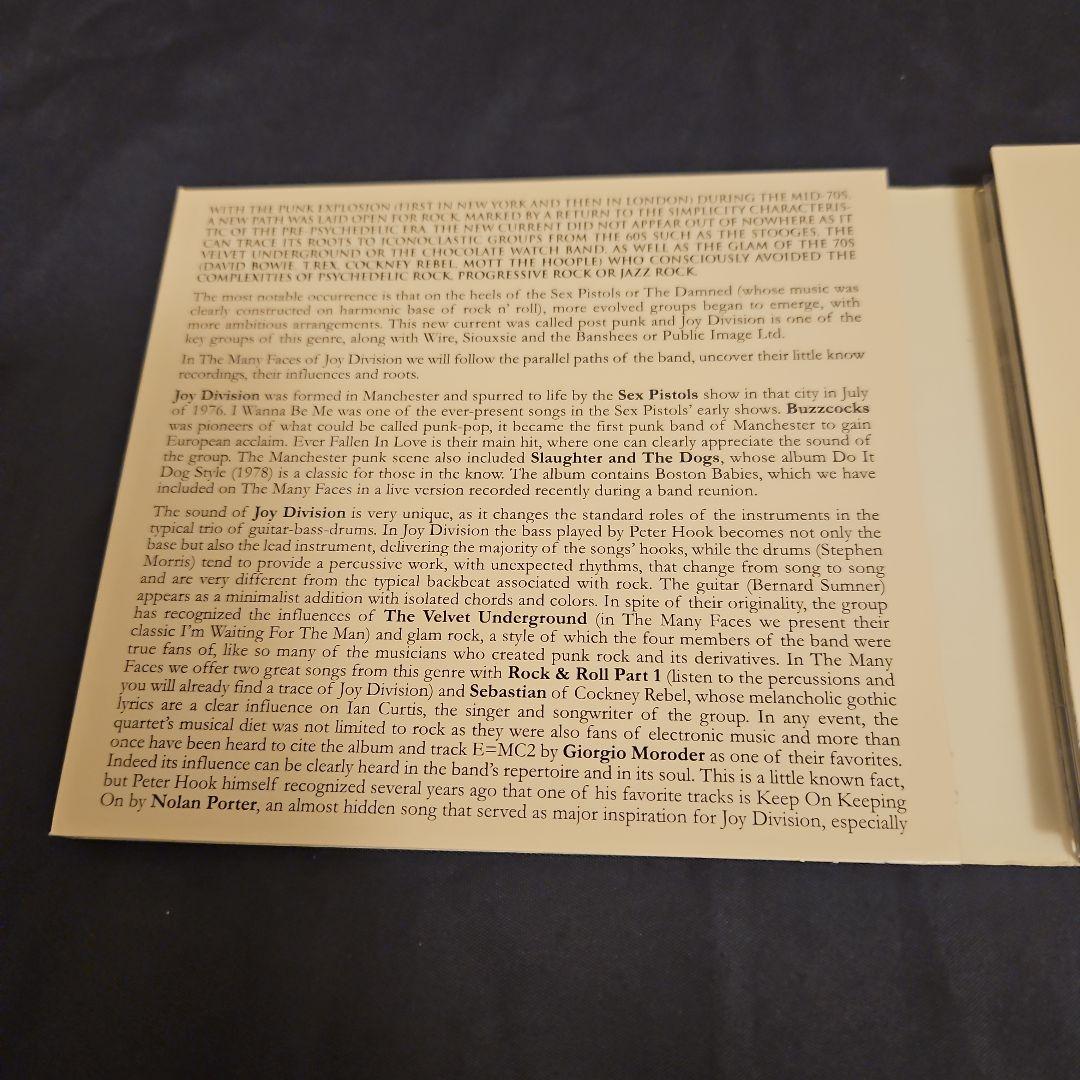 WITH THE PUNK EXPLOSION (FIRST IN NEW YORK AND THEN IN LONDON) DURING THE MID-70S,
A NEW PATH WAS LAID OPEN FOR ROCK, MARKED BY A RETURN TO THE SIMPLICITY CHARACTERIS-
TIC OF THE PRE-PSYCHEDELIC ERA. THE NEW CURRENT DID NOT APPEAR OUT OF NOWHERE AS IT
CAN TRACE ITS ROOTS TO ICONOCLASTIC GROUPS FROM THE 60S SUCH AS THE STOOGES, THE
VELVET UNDERGROUND OR THE CHOCOLATE WATCH BAND, AS WELL AS THE GLAM OF THE 70S
(DAVID BOWIE, T.REX, COCKNEY REBEL, MOTT THE HOOPLE) WHO CONSCIOUSLY AVOIDED THE
COMPLEXITIES OF PSYCHEDELIC ROCK, PROGRESSIVE ROCK OR JAZZ ROCK.
The most notable occurrence is that on the heels of the Sex Pistols or The Damned (whose music was
clearly constructed on harmonic base of rock n' roll), more evolved groups began to emerge, with
more ambitious arrangements. This new current was called post punk and Joy Division is one of the
key groups of this genre, along with Wire, Siouxsie and the Banshees or Public Image Ltd.
In The Many Faces of Joy Division we will follow the parallel paths of the band, uncover their little know
recordings, their influences and roots.
Joy Division was formed in Manchester and spurred to life by the Sex Pistols show in that city in July
of 1976. I Wanna Be Me was one of the ever-present songs in the Sex Pistols' early shows. Buzzcocks
was pioneers of what could be called punk-pop, it became the first punk band of Manchester to gain
European acclaim. Ever Fallen In Love is their main hit, where one can clearly appreciate the sound of
the group. The Manchester punk scene also included Slaughter and The Dogs, whose album Do It
Dog Style (1978) is a classic for those in the know. The album contains Boston Babies, which we have
included on The Many Faces in a live version recorded recently during a band reunion.
The sound of Joy Division is very unique, as it changes the standard roles of the instruments in the
typical trio of guitar-bass-drums. In Joy Division the bass played by Peter Hook becomes not only the
base but also the lead instrument, delivering the majority of the songs' hooks, while the drums (Stephen
Morris) tend to provide a percussive work, with unexpected rhythms, that change from song to song
and are very different from the typical backbeat associated with rock. The guitar (Bernard Sumner)
appears as a minimalist addition with isolated chords and colors. In spite of their originality, the group
has recognized the influences of The Velvet Underground (in The Many Faces we present their
classic I'm Waiting For The Man) and glam rock, a style of which the four members of the band were
true fans of, like so many of the musicians who created punk rock and its derivatives. In The Many
Faces we offer two great songs from this genre with Rock & Roll Part 1 (listen to the percussions and
you will already find a trace of Joy Division) and Sebastian of Cockney Rebel, whose melancholic gothic
lyrics are a clear influence on Ian Curtis, the singer and songwriter of the group. In any event, the
quartet's musical diet was not limited to rock as they were also fans of electronic music and more than
once have been heard to cite the album and track E=MC2 by Giorgio Moroder as one of their favorites.
Indeed its influence can be clearly heard in the band's repertoire and in its soul. This is a little known fact,
but Peter Hook himself recognized several years ago that one of his favorite tracks is Keep On Keeping
On by Nolan Porter, an almost hidden song that served as major inspiration for Joy Division, especially